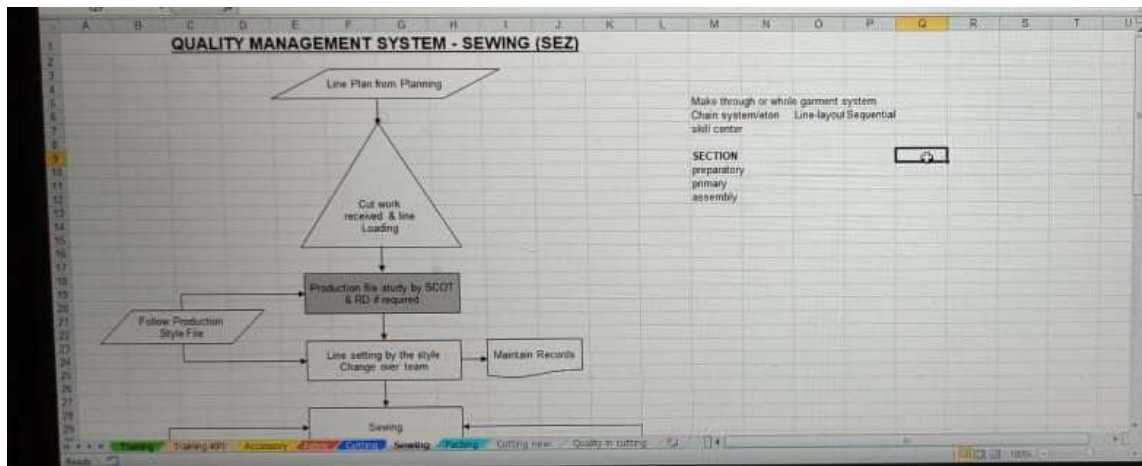 A B C D E F G H I J K L M N O P Q R S T U
QUALITY MANAGEMENT SYSTEM - SEWING (SEZ)
Line Plan from Planning
Make through or whole garment system
Chain system/eton Line-layout Sequential
skill center
SECTION
preparatory
primary
assembly
Cut work
received & line
Loading
Production file study by SCOT
& RD if required
Follow Production
Style File
Line setting by the style
Change over team
Maintain Records
Sewing
Training Training KPI Accessory Cutting Sewing Packing Cutting new Quality in cutting
Ready 100%